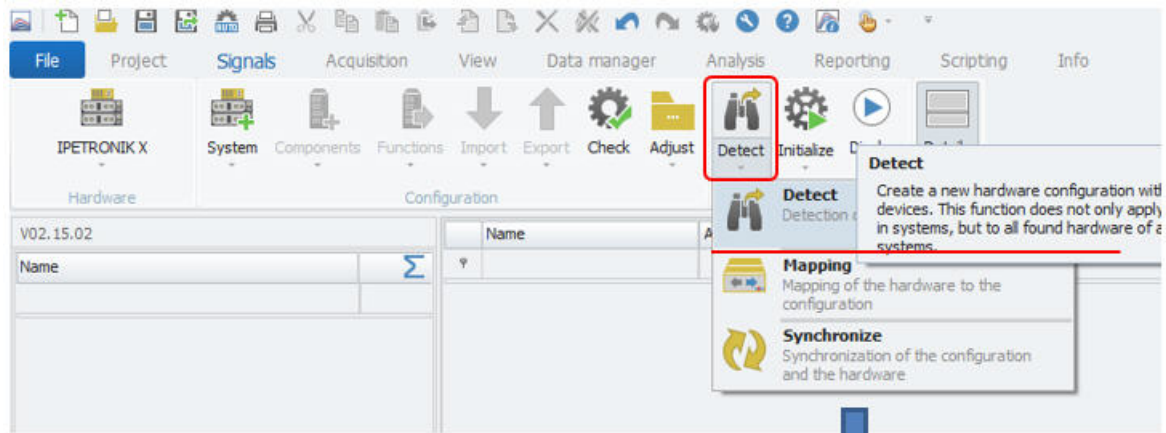 AUTO
File Project Signals Acquisition View Data manager Analysis Reporting Scripting Info
IPETRONIK X System Components Functions Import Export Check Adjust Detect Initialize
Hardware Configuration
Detect
Create a new hardware configuration with
devices. This function does not only apply
in systems, but to all found hardware of a
systems.
Detect
Detection
V02.15.02
Name
Name Σ
Mapping
Mapping of the hardware to the
configuration
Synchronize
Synchronization of the configuration
and the hardware